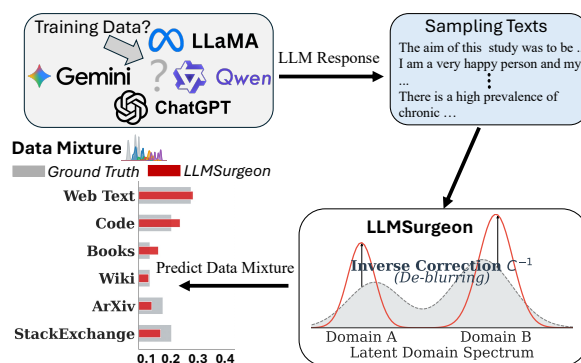 Training Data?
LLaMA
Gemini
?
Qwen
ChatGPT
LLM Response
Sampling Texts
The aim of this study was to be ..
I am a very happy person and my
...
There is a high prevalence of
chronic ...
Data Mixture
Ground Truth
LLMSurgeon
Web Text
Code
Books
Wiki
ArXiv
StackExchange
0.1 0.2 0.3 0.4
Predict Data Mixture
LLMSurgeon
Inverse Correction C⁻¹
(De-blurring)
Domain A
Domain B
Latent Domain Spectrum